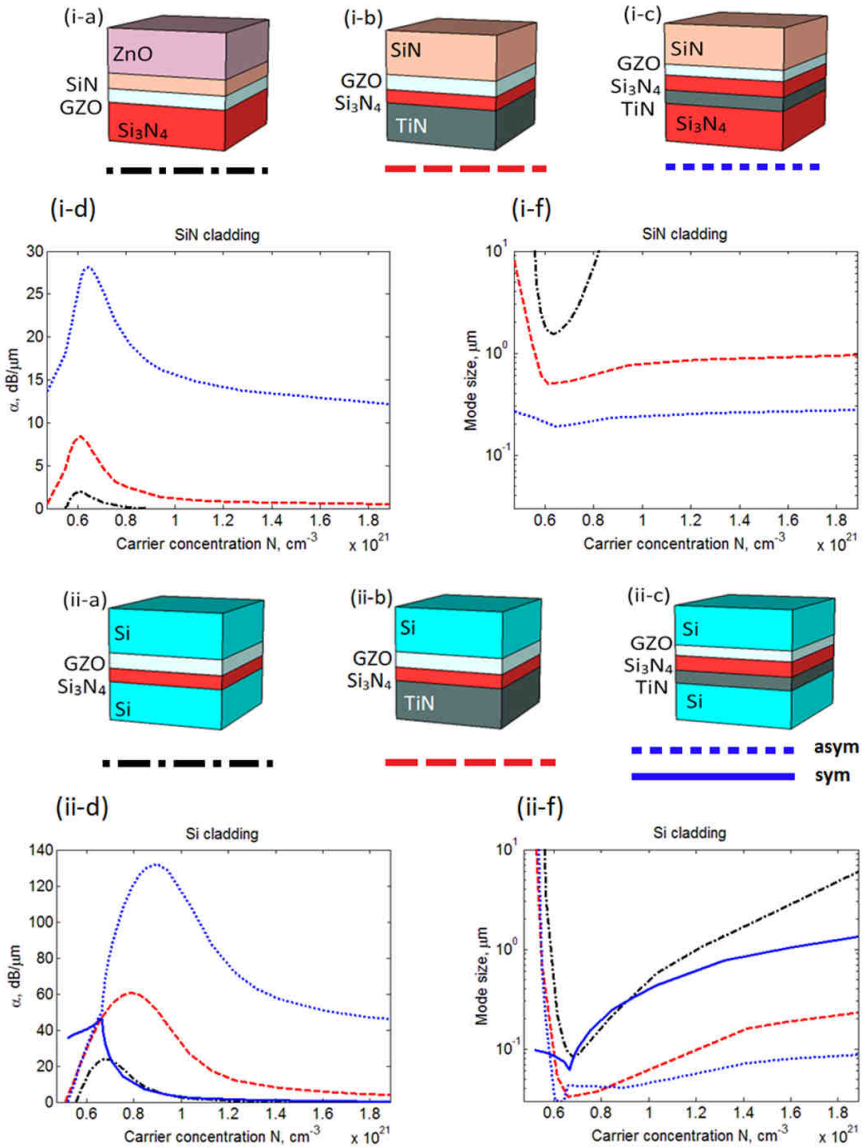 (i-a)
(i-b)
(i-c)
ZnO
SiN
GZO
Si3N4
SiN
GZO
Si3N4
TiN
SiN
GZO
Si3N4
TiN
Si3N4
(i-d)
SiN cladding
30
25
20
15
10
5
0
α, dB/μm
0.6 0.8 1 1.2 1.4 1.6 1.8
Carrier concentration N, cm-3
x 10^21
(i-f)
SiN cladding
10^1
10^0
10^-1
Mode size, μm
0.6 0.8 1 1.2 1.4 1.6 1.8
Carrier concentration N, cm-3
x 10^21
(ii-a)
(ii-b)
(ii-c)
Si
GZO
Si3N4
Si
Si
GZO
Si3N4
TiN
Si
GZO
Si3N4
TiN
Si
asym
sym
(ii-d)
Si cladding
140
120
100
80
60
40
20
0
α, dB/μm
0.6 0.8 1 1.2 1.4 1.6 1.8
Carrier concentration N, cm-3
x 10^21
(ii-f)
Si cladding
10^1
10^0
10^-1
Mode size, μm
0.6 0.8 1 1.2 1.4 1.6 1.8
Carrier concentration N, cm-3
x 10^21